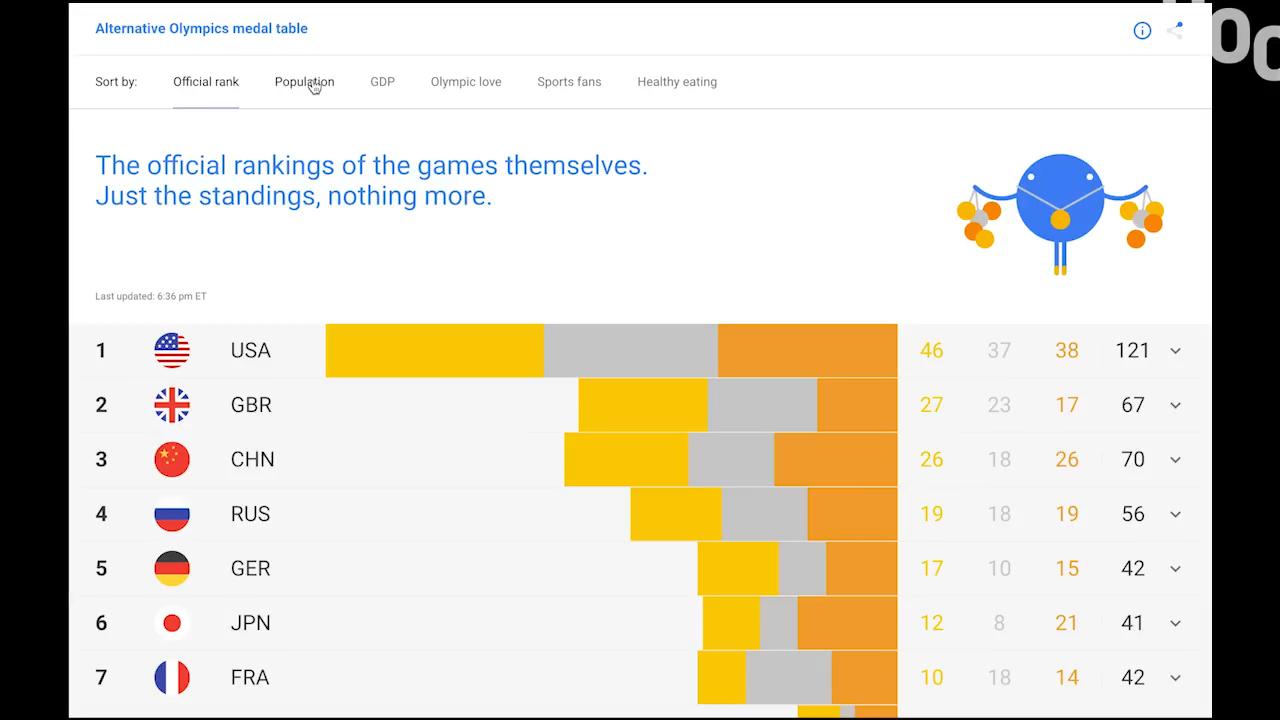 Alternative Olympics medal table
Sort by: Official rank Population GDP Olympic love Sports fans Healthy eating
The official rankings of the games themselves.
Just the standings, nothing more.
Last updated: 6:36 pm ET
1 USA 46 37 38 121
2 GBR 27 23 17 67
3 CHN 26 18 26 70
4 RUS 19 18 19 56
5 GER 17 10 15 42
6 JPN 12 8 21 41
7 FRA 10 18 14 42